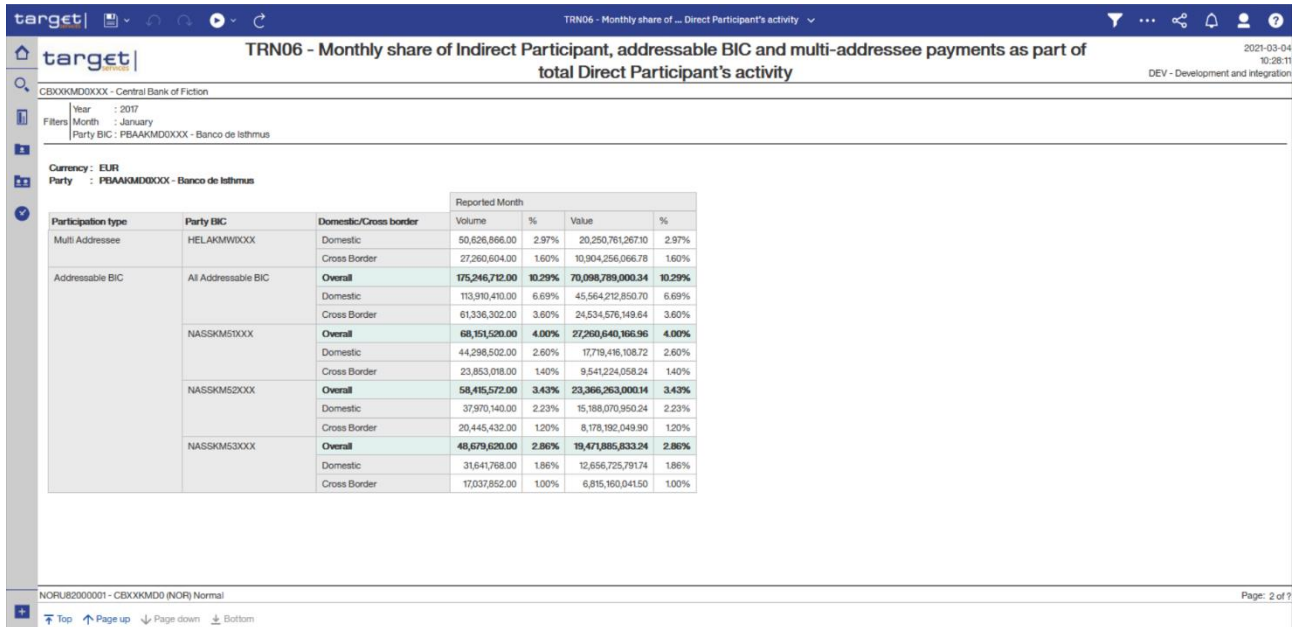 target|
TRN06 - Monthly share of ... Direct Participant's activity
target|
services
TRN06 - Monthly share of Indirect Participant, addressable BIC and multi-addressee payments as part of
total Direct Participant's activity
2021-03-04
10:28:11
DEV - Development and integration
CBXXKMD0XXX - Central Bank of Fiction
Filters
Year : 2017
Month : January
Party BIC : PBAAKMD0XXX - Banco de Isthmus
Currency : EUR
Party : PBAAKMD0XXX - Banco de Isthmus
Reported Month
Participation type Party BIC Domestic/Cross border Volume % Value %
Multi Addressee HELAKMWIXXX Domestic 50,626,866.00 2.97% 20,250,761,267.10 2.97%
Cross Border 27,260,604.00 1.60% 10,904,256,066.78 1.60%
Addressable BIC All Addressable BIC Overall 175,246,712.00 10.29% 70,098,789,000.34 10.29%
Domestic 113,910,410.00 6.69% 45,564,212,850.70 6.69%
Cross Border 61,336,302.00 3.60% 24,534,576,149.64 3.60%
NASSKM51XXX Overall 68,151,520.00 4.00% 27,260,640,166.96 4.00%
Domestic 44,298,502.00 2.60% 17,719,416,108.72 2.60%
Cross Border 23,853,018.00 1.40% 9,541,224,058.24 1.40%
NASSKM52XXX Overall 58,415,572.00 3.43% 23,366,263,000.14 3.43%
Domestic 37,970,140.00 2.23% 15,188,070,950.24 2.23%
Cross Border 20,445,432.00 1.20% 8,178,192,049.90 1.20%
NASSKM53XXX Overall 48,679,620.00 2.86% 19,471,885,833.24 2.86%
Domestic 31,641,768.00 1.86% 12,656,725,791.74 1.86%
Cross Border 17,037,852.00 1.00% 6,815,160,041.50 1.00%
NORU82000001 - CBXXKMD0 (NOR) Normal
Page: 2 of ?
Top Page up Page down Bottom